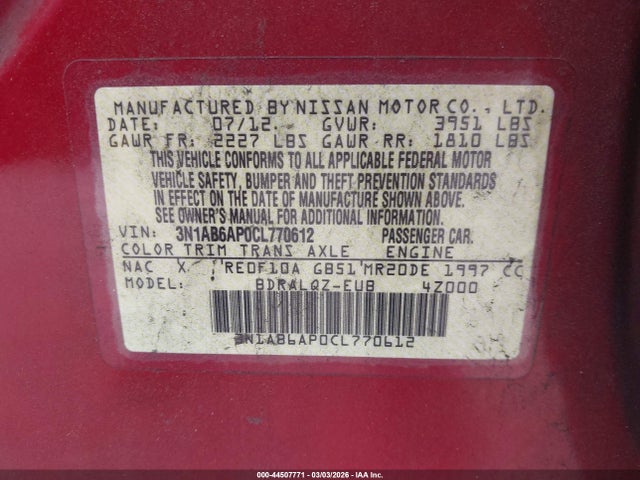 MANUFACTURED BY NISSAN MOTOR CO., LTD.
DATE: 07/12. GVWR: 3951 LBS
GAWR FR: 2227 LBS GAWR RR: 1810 LBS
THIS VEHICLE CONFORMS TO ALL APPLICABLE FEDERAL MOTOR
VEHICLE SAFETY, BUMPER AND THEFT PREVENTION STANDARDS
IN EFFECT ON THE DATE OF MANUFACTURE SHOWN ABOVE.
SEE OWNER'S MANUAL FOR ADDITIONAL INFORMATION.
VIN: 3N1AB6AP0CL770612 PASSENGER CAR.
COLOR TRIM TRANS AXLE ENGINE
NAC X RE0F10A GB51 MR20DE 1997 CC
BDRALQZ-EUB 4Z000
3N1AB6AP0CL770612
000-44507771 - 03/03/2026 - IAA Inc.